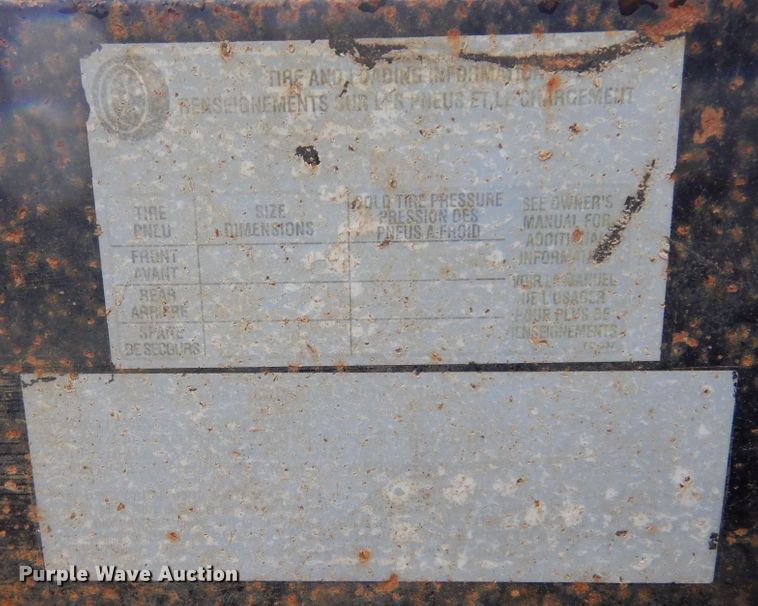 TIRE AND LOADING INFORMATION
RENSEIGNEMENTS SUR LES PNEUS ET LE CHARGEMENT
TIRE
PNEU
SIZE
DIMENSIONS
COLD TIRE PRESSURE
PRESSION DES
PNEUS A FROID
SEE OWNER'S
MANUAL FOR
ADDITIONAL
INFORMATION
FRONT
AVANT
REAR
ARRIÈRE
SPARE
DE SECOURS
VOIR LE MANUEL
DE L'USAGER
POUR PLUS DE
RENSEIGNEMENTS
Purple Wave Auction